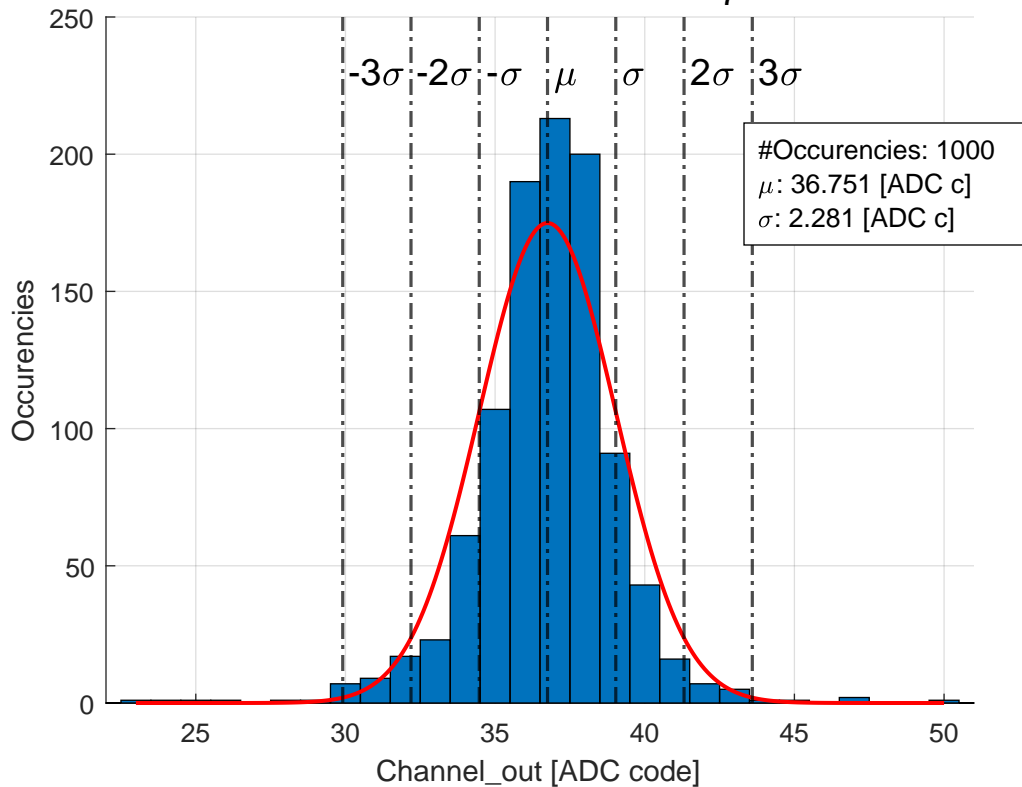 250
-3σ -2σ -σ μ σ 2σ 3σ
#Occurencies: 1000
μ: 36.751 [ADC c]
σ: 2.281 [ADC c]
200
150
100
50
0
Occurencies
25 30 35 40 45 50
Channel_out [ADC code]